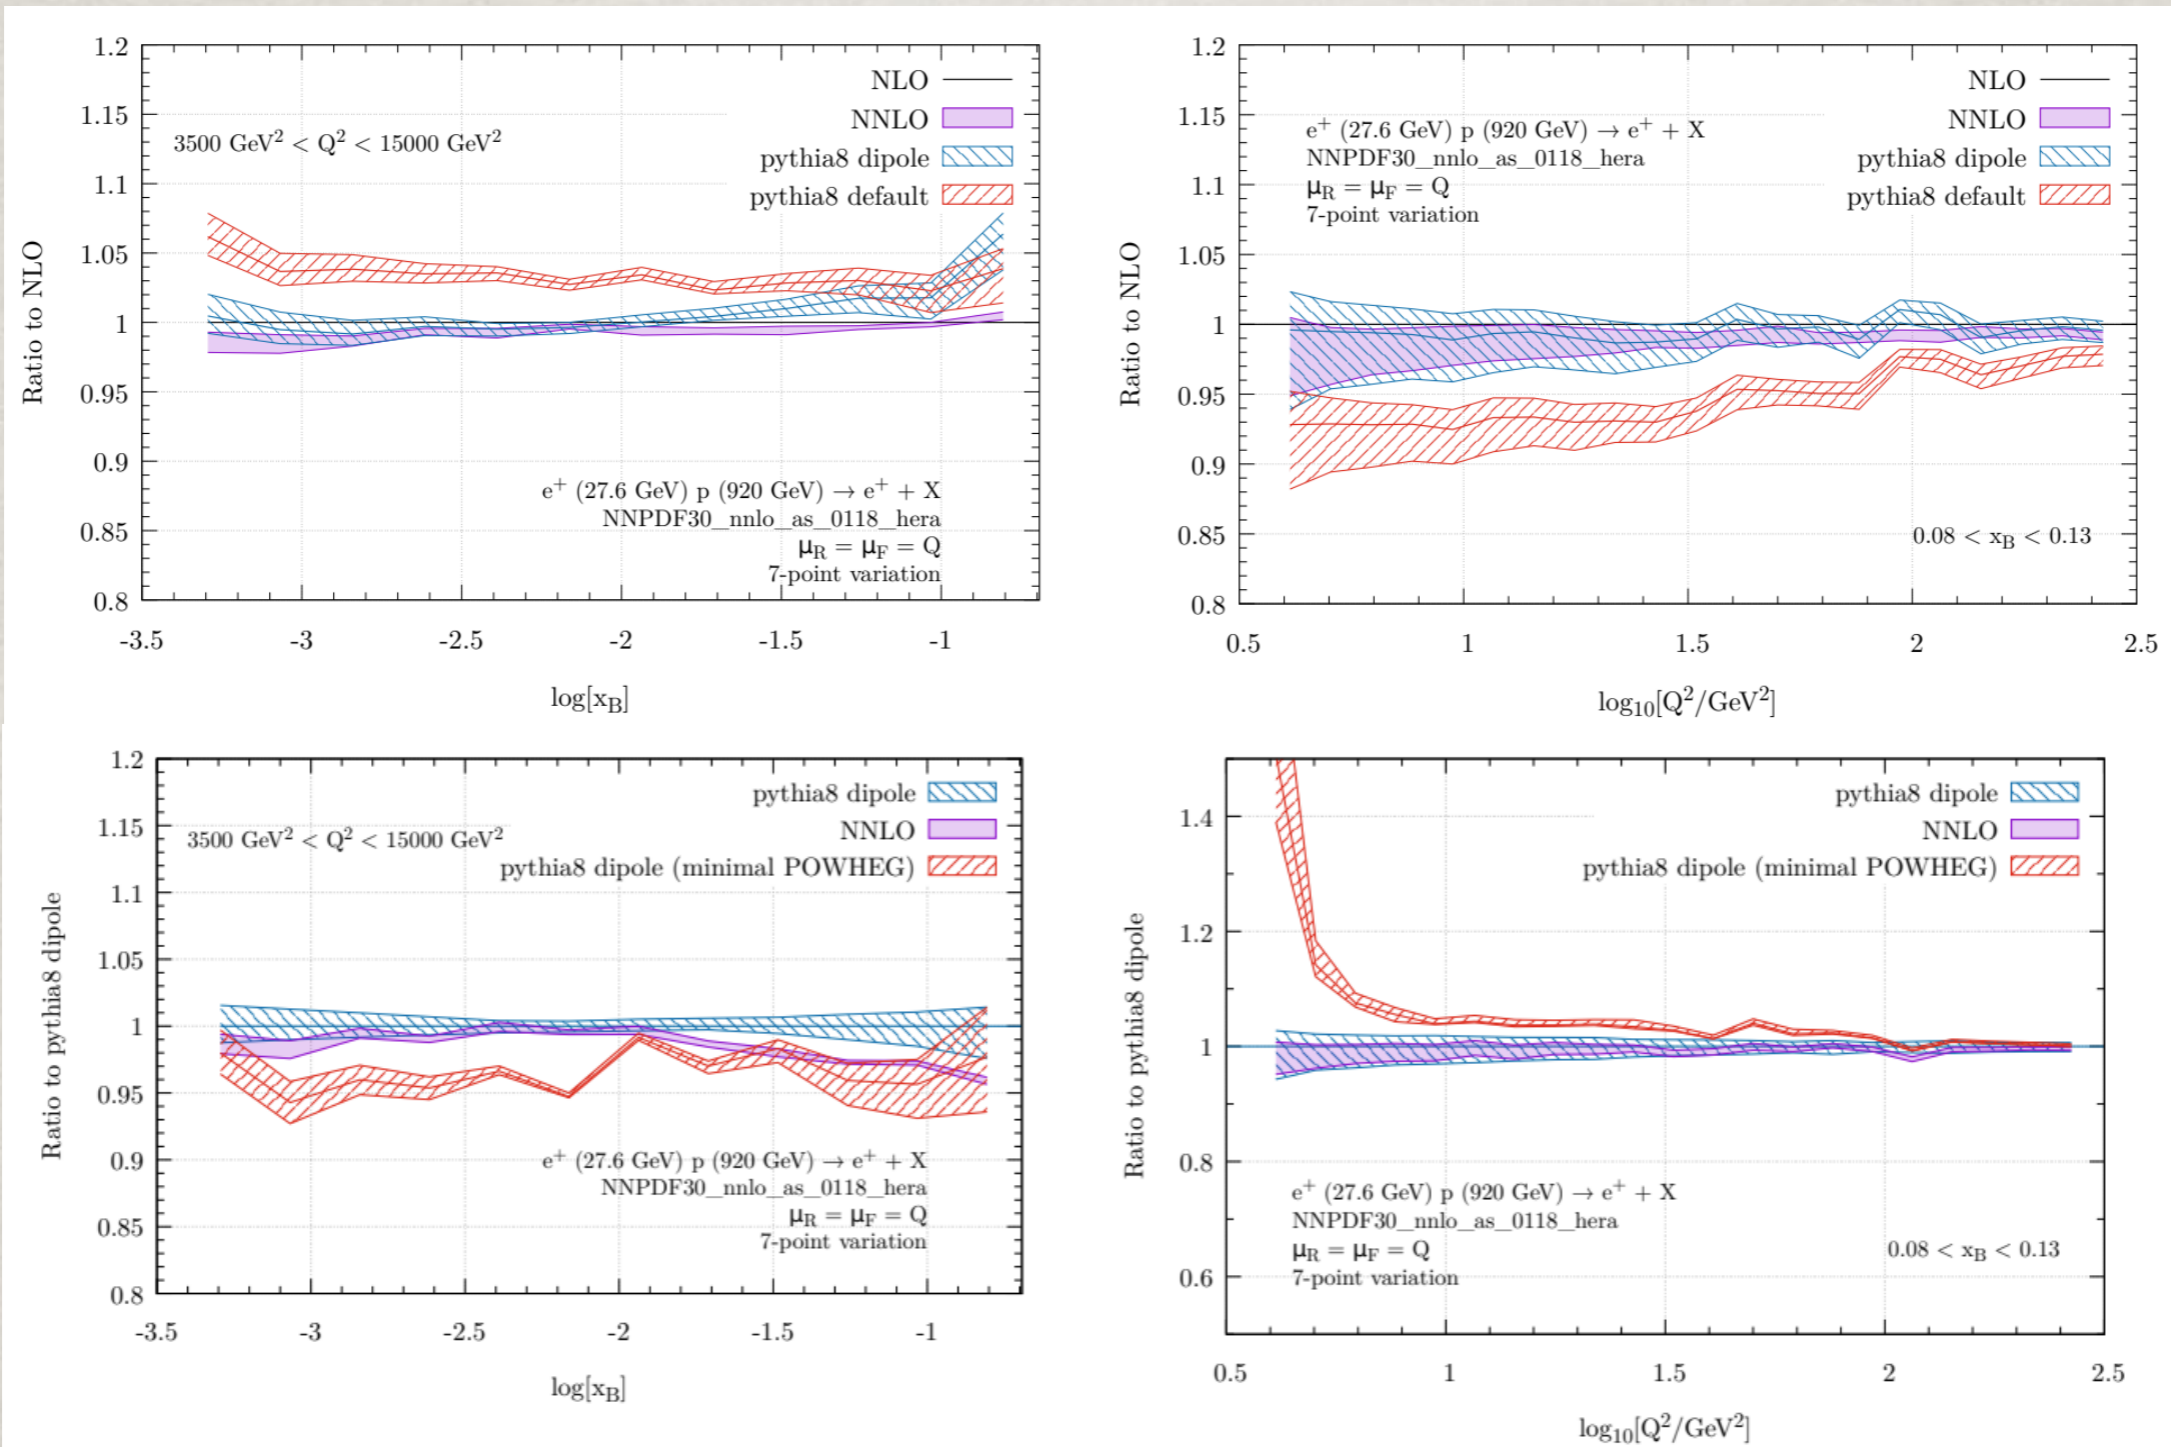 1.2
1.15
1.1
1.05
1
0.95
0.9
0.85
0.8
Ratio to NLO
NLO
NNLO
pythia8 dipole
pythia8 default
3500 GeV² < Q² < 15000 GeV²
e⁺ (27.6 GeV) p (920 GeV) → e⁺ + X
NNPDF30_nnlo_as_0118_hera
μR = μF = Q
7-point variation
-3.5 -3 -2.5 -2 -1.5 -1
log[xB]
1.2
1.15
1.1
1.05
1
0.95
0.9
0.85
0.8
Ratio to NLO
NLO
NNLO
pythia8 dipole
pythia8 default
e⁺ (27.6 GeV) p (920 GeV) → e⁺ + X
NNPDF30_nnlo_as_0118_hera
μR = μF = Q
7-point variation
0.08 < xB < 0.13
0.5 1 1.5 2 2.5
log₁₀[Q²/GeV²]
1.2
1.15
1.1
1.05
1
0.95
0.9
0.85
0.8
Ratio to pythia8 dipole
pythia8 dipole
NNLO
pythia8 dipole (minimal POWHEG)
3500 GeV² < Q² < 15000 GeV²
e⁺ (27.6 GeV) p (920 GeV) → e⁺ + X
NNPDF30_nnlo_as_0118_hera
μR = μF = Q
7-point variation
-3.5 -3 -2.5 -2 -1.5 -1
log[xB]
1.4
1.2
1
0.8
0.6
Ratio to pythia8 dipole
pythia8 dipole
NNLO
pythia8 dipole (minimal POWHEG)
e⁺ (27.6 GeV) p (920 GeV) → e⁺ + X
NNPDF30_nnlo_as_0118_hera
μR = μF = Q
7-point variation
0.08 < xB < 0.13
0.5 1 1.5 2 2.5
log₁₀[Q²/GeV²]